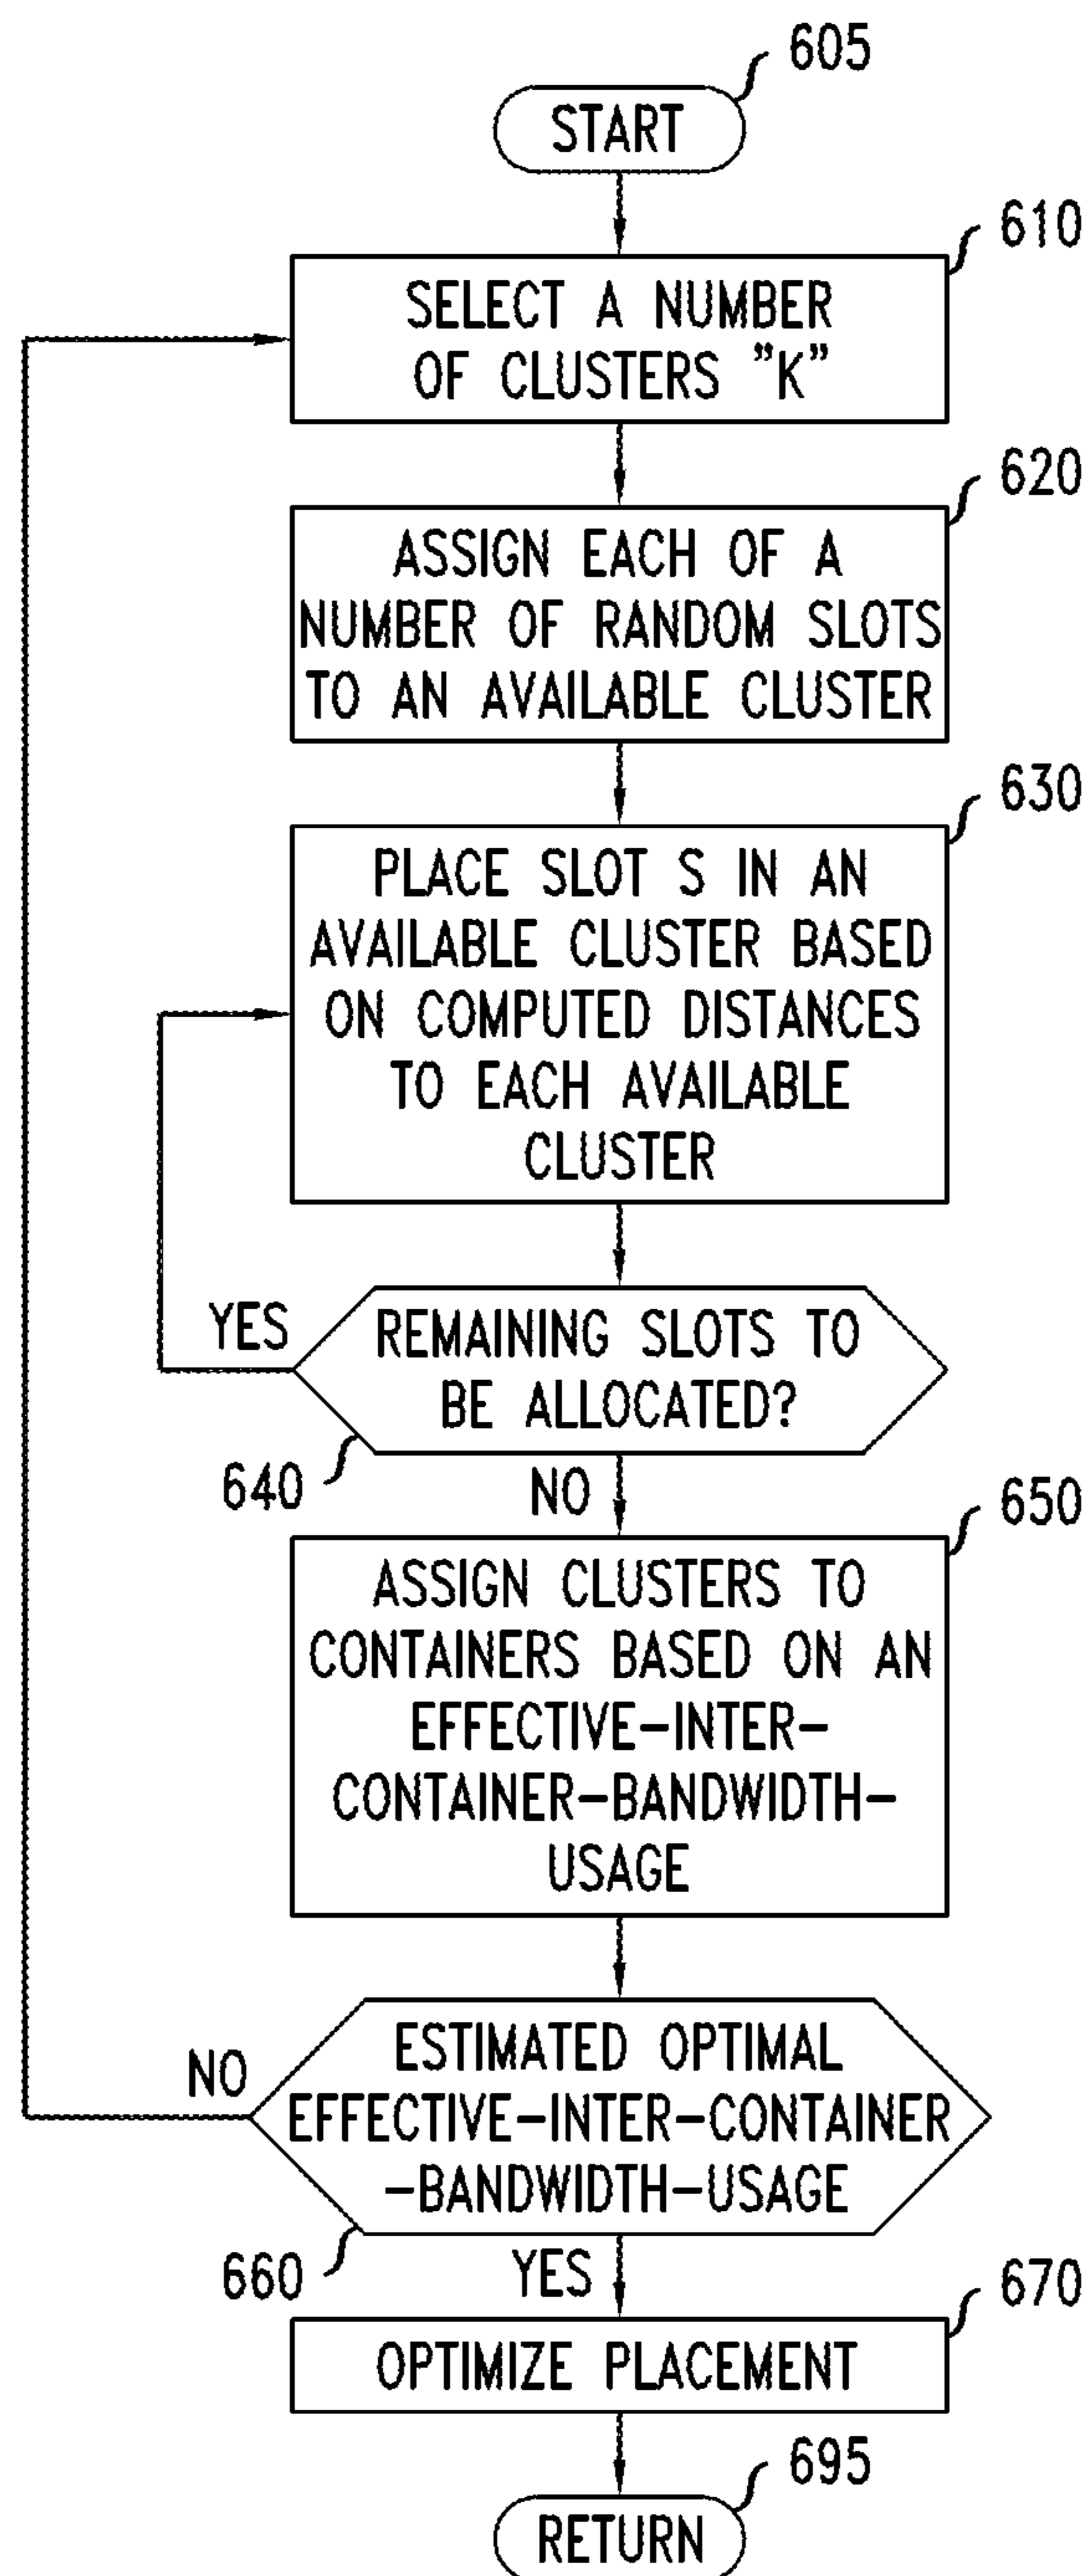 605
START
610
SELECT A NUMBER
OF CLUSTERS "K"
620
ASSIGN EACH OF A
NUMBER OF RANDOM SLOTS
TO AN AVAILABLE CLUSTER
630
PLACE SLOT S IN AN
AVAILABLE CLUSTER BASED
ON COMPUTED DISTANCES
TO EACH AVAILABLE
CLUSTER
YES
REMAINING SLOTS TO
BE ALLOCATED?
640
NO
650
ASSIGN CLUSTERS TO
CONTAINERS BASED ON AN
EFFECTIVE-INTER-
CONTAINER-BANDWIDTH-
USAGE
NO
ESTIMATED OPTIMAL
EFFECTIVE-INTER-CONTAINER
-BANDWIDTH-USAGE
660
YES
670
OPTIMIZE PLACEMENT
695
RETURN